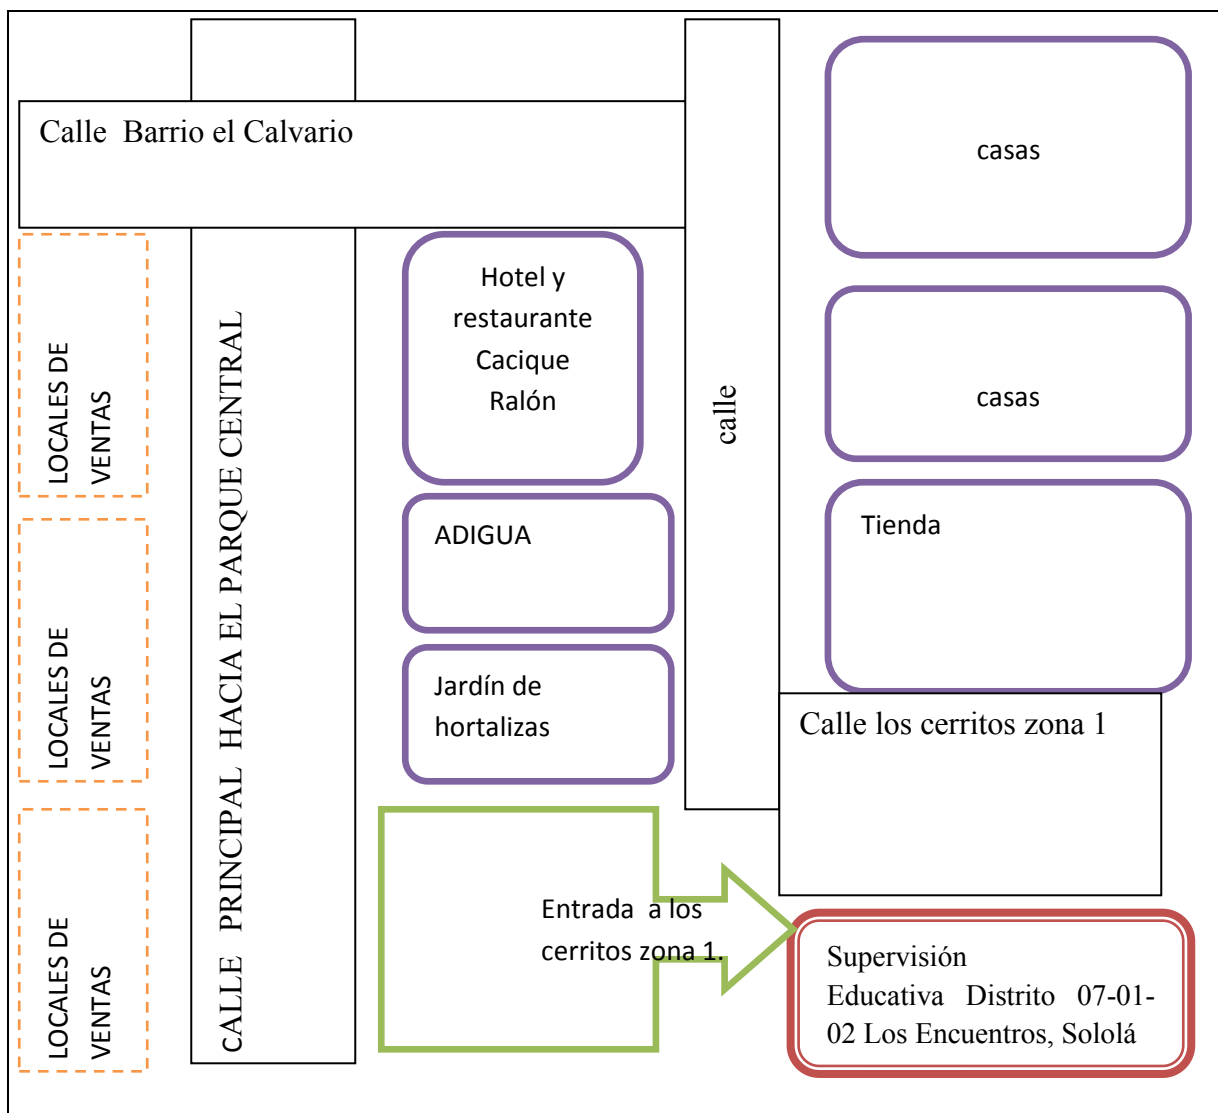 Calle Barrio el Calvario
casas
LOCALES DE
VENTAS
CALLE PRINCIPAL HACIA EL PARQUE CENTRAL
Hotel y
restaurante
Cacique
Ralón
calle
casas
LOCALES DE
VENTAS
ADIGUA
Tienda
Jardín de
hortalizas
Calle los cerritos zona 1
LOCALES DE
VENTAS
Entrada a los
cerritos zona 1.
Supervisión
Educativa Distrito 07-01-
02 Los Encuentros, Sololá